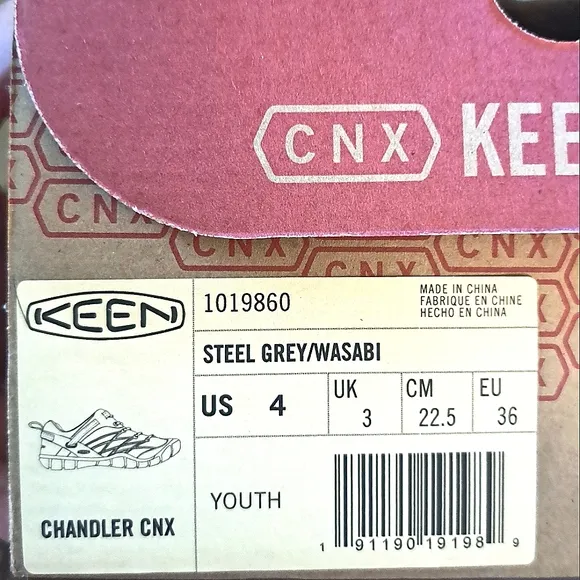 CNX KEE
CNX
CNX CNX
CNX
KEEN
1019860
MADE IN CHINA
FABRIQUE EN CHINE
HECHO EN CHINA
STEEL GREY/WASABI
US 4
UK 3
CM 22.5
EU 36
YOUTH
CHANDLER CNX
1 91190 19198 9